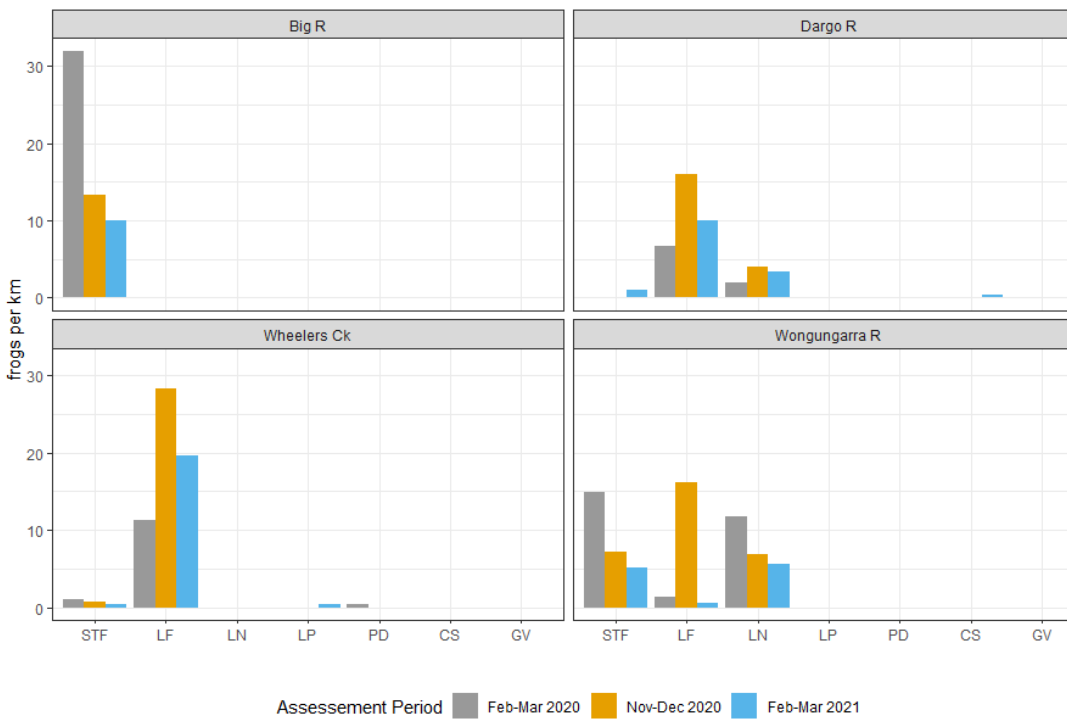 Big R
Dargo R
30
20
10
0
frogs per km
Wheelers Ck
Wongungarra R
30
20
10
0
STF LF LN LP PD CS GV
STF LF LN LP PD CS GV
Assessement Period Feb-Mar 2020 Nov-Dec 2020 Feb-Mar 2021